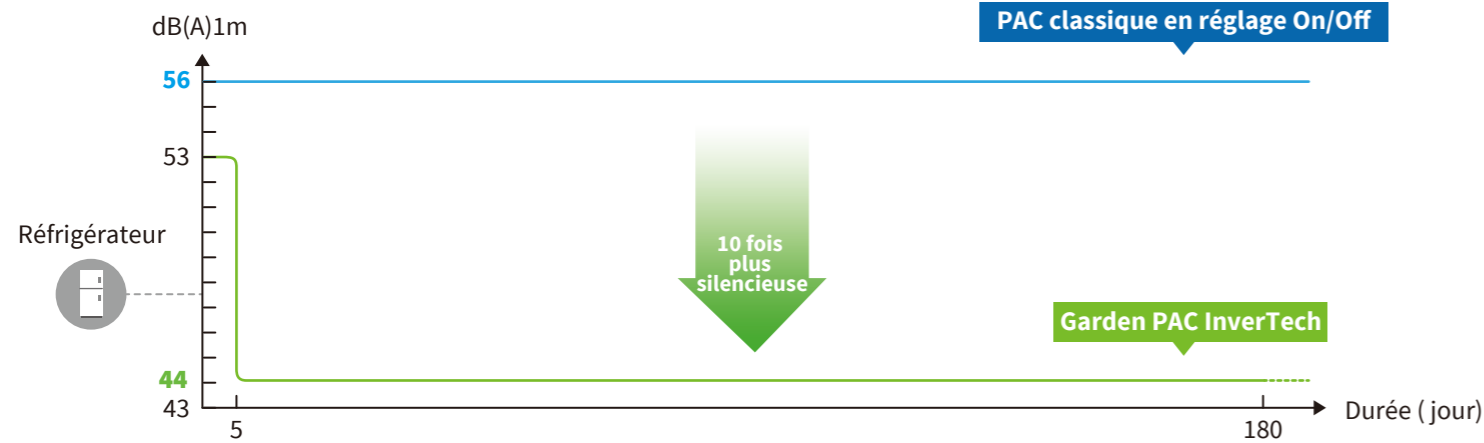 dB(A)1m
PAC classique en réglage On/Off
56
53
Réfrigérateur
10 fois
plus
silencieuse
Garden PAC InverTech
44
43
Durée ( jour)
5
180